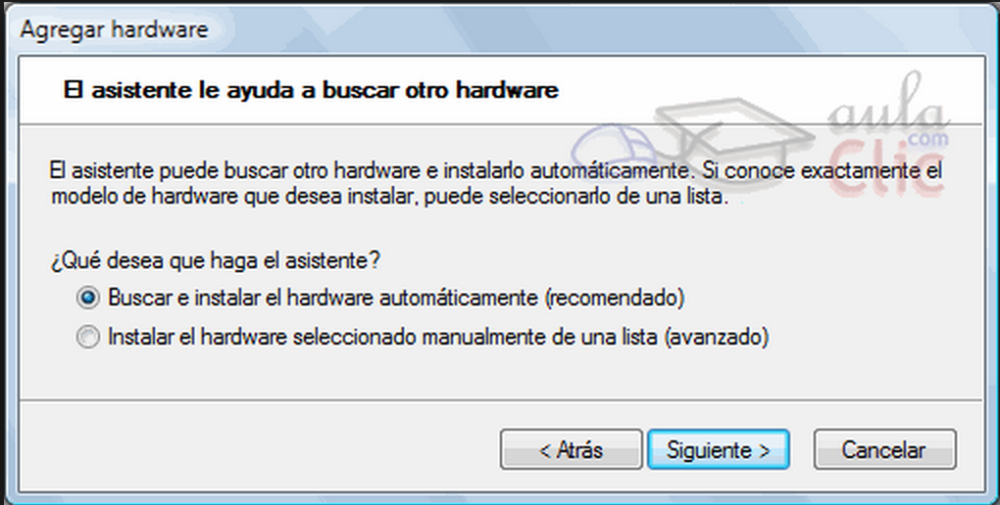 Agregar hardware
El asistente le ayuda a buscar otro hardware
aula
.com
Clic
El asistente puede buscar otro hardware e instalarlo automáticamente. Si conoce exactamente el
modelo de hardware que desea instalar, puede seleccionarlo de una lista.
¿Qué desea que haga el asistente?
Buscar e instalar el hardware automáticamente (recomendado)
Instalar el hardware seleccionado manualmente de una lista (avanzado)
< Atrás
Siguiente >
Cancelar